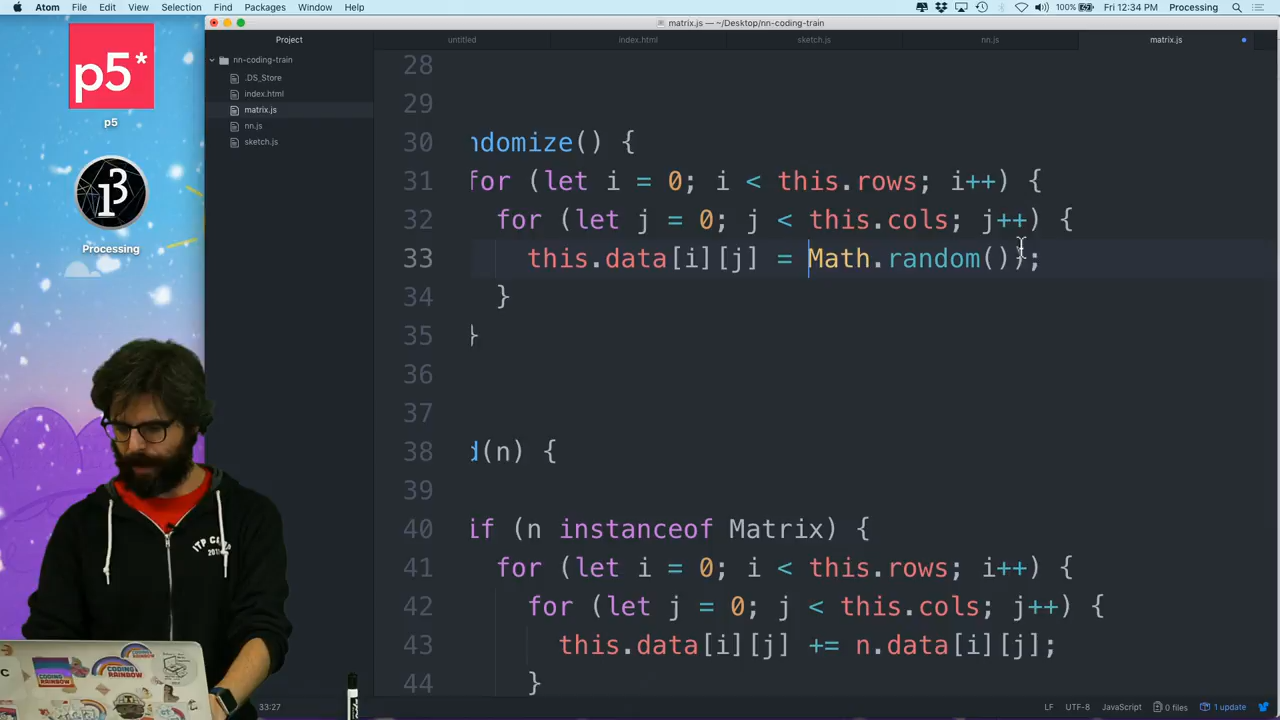 Atom File Edit View Selection Find Packages Window Help 100% Fri 12:34 PM Processing
matrix.js — ~/Desktop/nn-coding-train
Project untitled index.html sketch.js nn.js matrix.js
nn-coding-train
.DS_Store
index.html
matrix.js
nn.js
sketch.js
p5*
p5
Processing
28
29
30 ndomize() {
31 for (let i = 0; i < this.rows; i++) {
32 for (let j = 0; j < this.cols; j++) {
33 this.data[i][j] = Math.random());
34 }
35 }
36
37
38 d(n) {
39
40 if (n instanceof Matrix) {
41 for (let i = 0; i < this.rows; i++) {
42 for (let j = 0; j < this.cols; j++) {
43 this.data[i][j] += n.data[i][j];
44 }
ITP CAMP
CODING RAINBOW
33:27 LF UTF-8 JavaScript 0 files 1 update